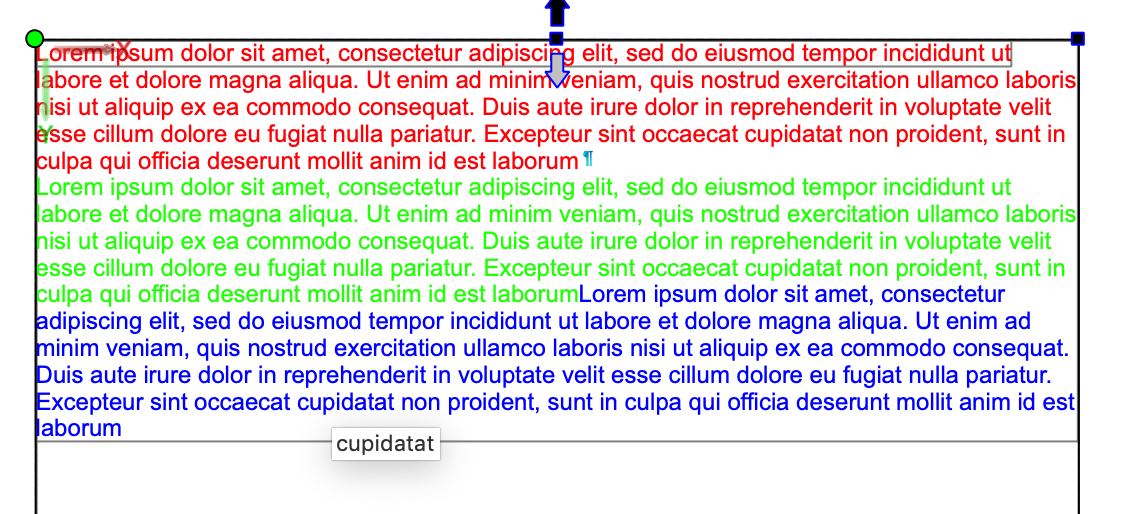 Lorem ipsum dolor sit amet, consectetur adipiscing elit, sed do eiusmod tempor incididunt ut
labore et dolore magna aliqua. Ut enim ad minim veniam, quis nostrud exercitation ullamco laboris
nisi ut aliquip ex ea commodo consequat. Duis aute irure dolor in reprehenderit in voluptate velit
esse cillum dolore eu fugiat nulla pariatur. Excepteur sint occaecat cupidatat non proident, sunt in
culpa qui officia deserunt mollit anim id est laborum ¶
Lorem ipsum dolor sit amet, consectetur adipiscing elit, sed do eiusmod tempor incididunt ut
labore et dolore magna aliqua. Ut enim ad minim veniam, quis nostrud exercitation ullamco laboris
nisi ut aliquip ex ea commodo consequat. Duis aute irure dolor in reprehenderit in voluptate velit
esse cillum dolore eu fugiat nulla pariatur. Excepteur sint occaecat cupidatat non proident, sunt in
culpa qui officia deserunt mollit anim id est laborumLorem ipsum dolor sit amet, consectetur
adipiscing elit, sed do eiusmod tempor incididunt ut labore et dolore magna aliqua. Ut enim ad
minim veniam, quis nostrud exercitation ullamco laboris nisi ut aliquip ex ea commodo consequat.
Duis aute irure dolor in reprehenderit in voluptate velit esse cillum dolore eu fugiat nulla pariatur.
Excepteur sint occaecat cupidatat non proident, sunt in culpa qui officia deserunt mollit anim id est
laborum
cupidatat
X
Y